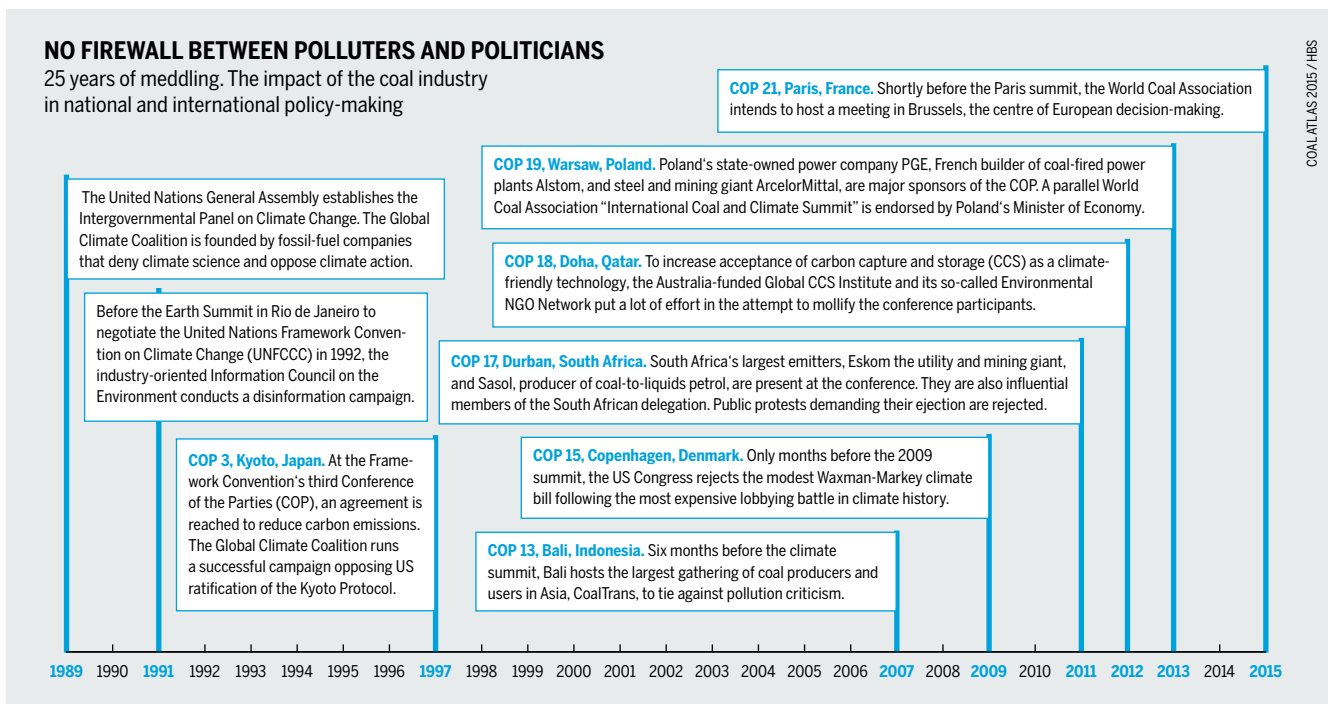 NO FIREWALL BETWEEN POLLUTERS AND POLITICIANS
25 years of meddling. The impact of the coal industry
in national and international policy-making
COAL ATLAS 2015 / HBS
COP 21, Paris, France. Shortly before the Paris summit, the World Coal Association
intends to host a meeting in Brussels, the centre of European decision-making.
COP 19, Warsaw, Poland. Poland‘s state-owned power company PGE, French builder of coal-fired power
plants Alstom, and steel and mining giant ArcelorMittal, are major sponsors of the COP. A parallel World
Coal Association “International Coal and Climate Summit” is endorsed by Poland‘s Minister of Economy.
The United Nations General Assembly establishes the
Intergovernmental Panel on Climate Change. The Global
Climate Coalition is founded by fossil-fuel companies
that deny climate science and oppose climate action.
COP 18, Doha, Qatar. To increase acceptance of carbon capture and storage (CCS) as a climate-
friendly technology, the Australia-funded Global CCS Institute and its so-called Environmental
NGO Network put a lot of effort in the attempt to mollify the conference participants.
Before the Earth Summit in Rio de Janeiro to
negotiate the United Nations Framework Conven-
tion on Climate Change (UNFCCC) in 1992, the
industry-oriented Information Council on the
Environment conducts a disinformation campaign.
COP 17, Durban, South Africa. South Africa‘s largest emitters, Eskom the utility and mining giant,
and Sasol, producer of coal-to-liquids petrol, are present at the conference. They are also influential
members of the South African delegation. Public protests demanding their ejection are rejected.
COP 3, Kyoto, Japan. At the Frame-
work Convention‘s third Conference
of the Parties (COP), an agreement is
reached to reduce carbon emissions.
The Global Climate Coalition runs
a successful campaign opposing US
ratification of the Kyoto Protocol.
COP 15, Copenhagen, Denmark. Only months before the 2009
summit, the US Congress rejects the modest Waxman-Markey climate
bill following the most expensive lobbying battle in climate history.
COP 13, Bali, Indonesia. Six months before the climate
summit, Bali hosts the largest gathering of coal producers and
users in Asia, CoalTrans, to tie against pollution criticism.
1989 1990 1991 1992 1993 1994 1995 1996 1997 1998 1999 2000 2001 2002 2003 2004 2005 2006 2007 2008 2009 2010 2011 2012 2013 2014 2015